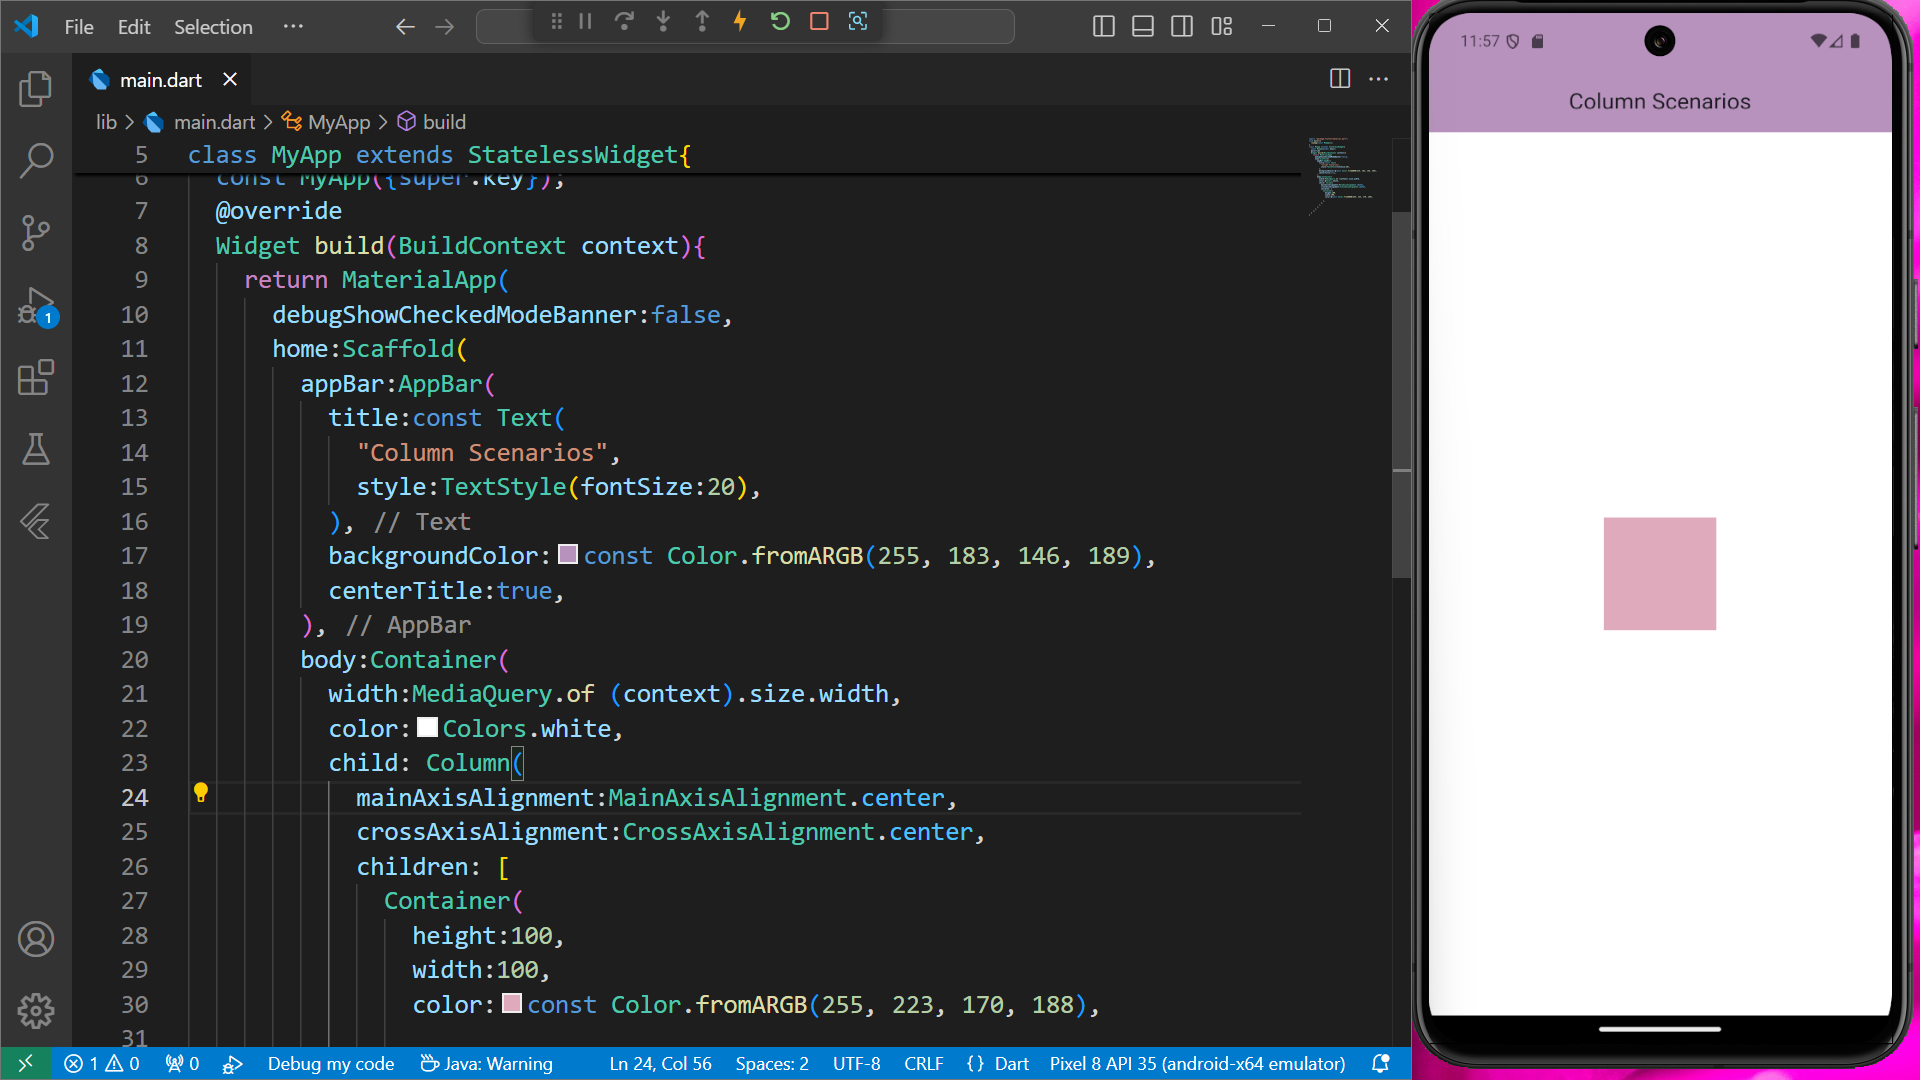 File Edit Selection ···
main.dart
lib > main.dart > MyApp > build
5 class MyApp extends StatelessWidget{
6 const MyApp({super.key});
7 @override
8 Widget build(BuildContext context){
9 return MaterialApp(
10 debugShowCheckedModeBanner:false,
11 home:Scaffold(
12 appBar:AppBar(
13 title:const Text(
14 "Column Scenarios",
15 style:TextStyle(fontSize:20),
16 ), // Text
17 backgroundColor:const Color.fromARGB(255, 183, 146, 189),
18 centerTitle:true,
19 ), // AppBar
20 body:Container(
21 width:MediaQuery.of (context).size.width,
22 color:Colors.white,
23 child: Column(
24 mainAxisAlignment:MainAxisAlignment.center,
25 crossAxisAlignment:CrossAxisAlignment.center,
26 children: [
27 Container(
28 height:100,
29 width:100,
30 color:const Color.fromARGB(255, 223, 170, 188),
31
1
1 0 0 Debug my code Java: Warning Ln 24, Col 56 Spaces: 2 UTF-8 CRLF {} Dart Pixel 8 API 35 (android-x64 emulator)
11:57
Column Scenarios